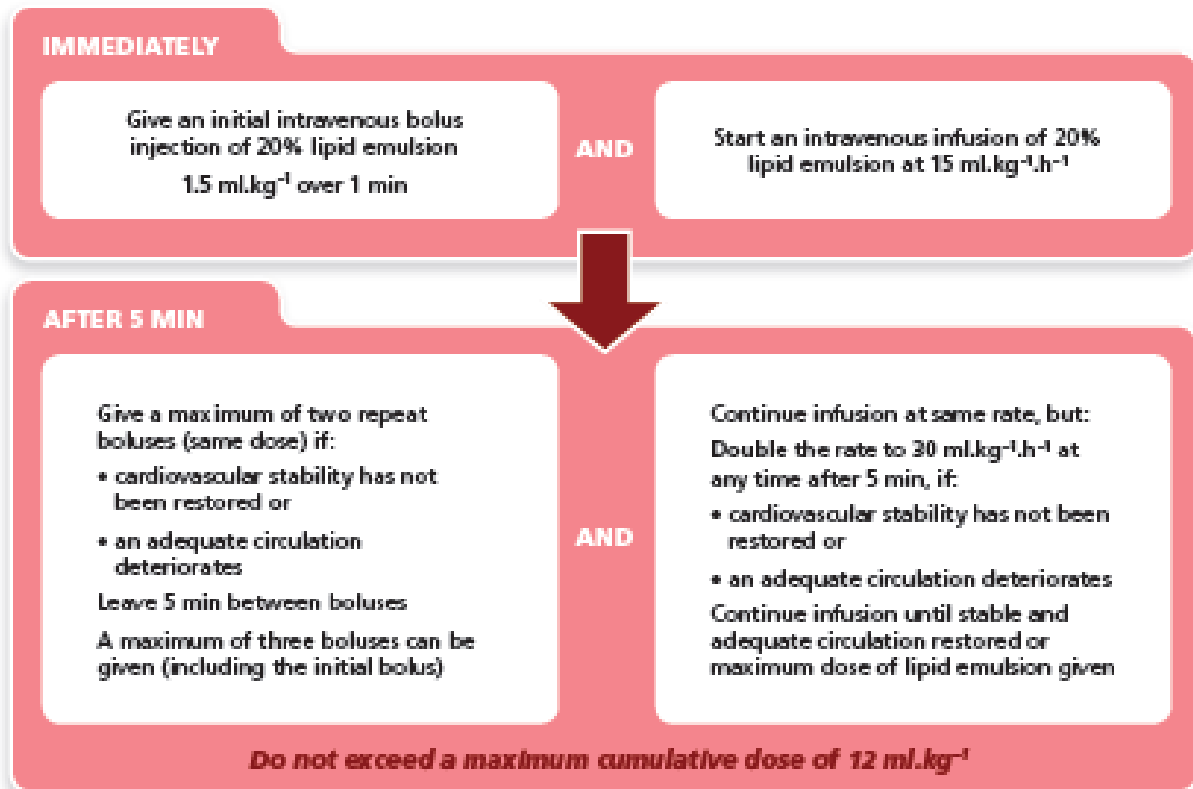 IMMEDIATELY
Give an initial intravenous bolus
injection of 20% lipid emulsion
1.5 ml.kg⁻¹ over 1 min
AND
Start an intravenous infusion of 20%
lipid emulsion at 15 ml.kg⁻¹.h⁻¹
AFTER 5 MIN
Give a maximum of two repeat
boluses (same dose) if:
• cardiovascular stability has not
been restored or
• an adequate circulation
deteriorates
Leave 5 min between boluses
A maximum of three boluses can be
given (including the initial bolus)
AND
Continue infusion at same rate, but:
Double the rate to 30 ml.kg⁻¹.h⁻¹ at
any time after 5 min, if:
• cardiovascular stability has not been
restored or
• an adequate circulation deteriorates
Continue infusion until stable and
adequate circulation restored or
maximum dose of lipid emulsion given
Do not exceed a maximum cumulative dose of 12 ml.kg⁻¹